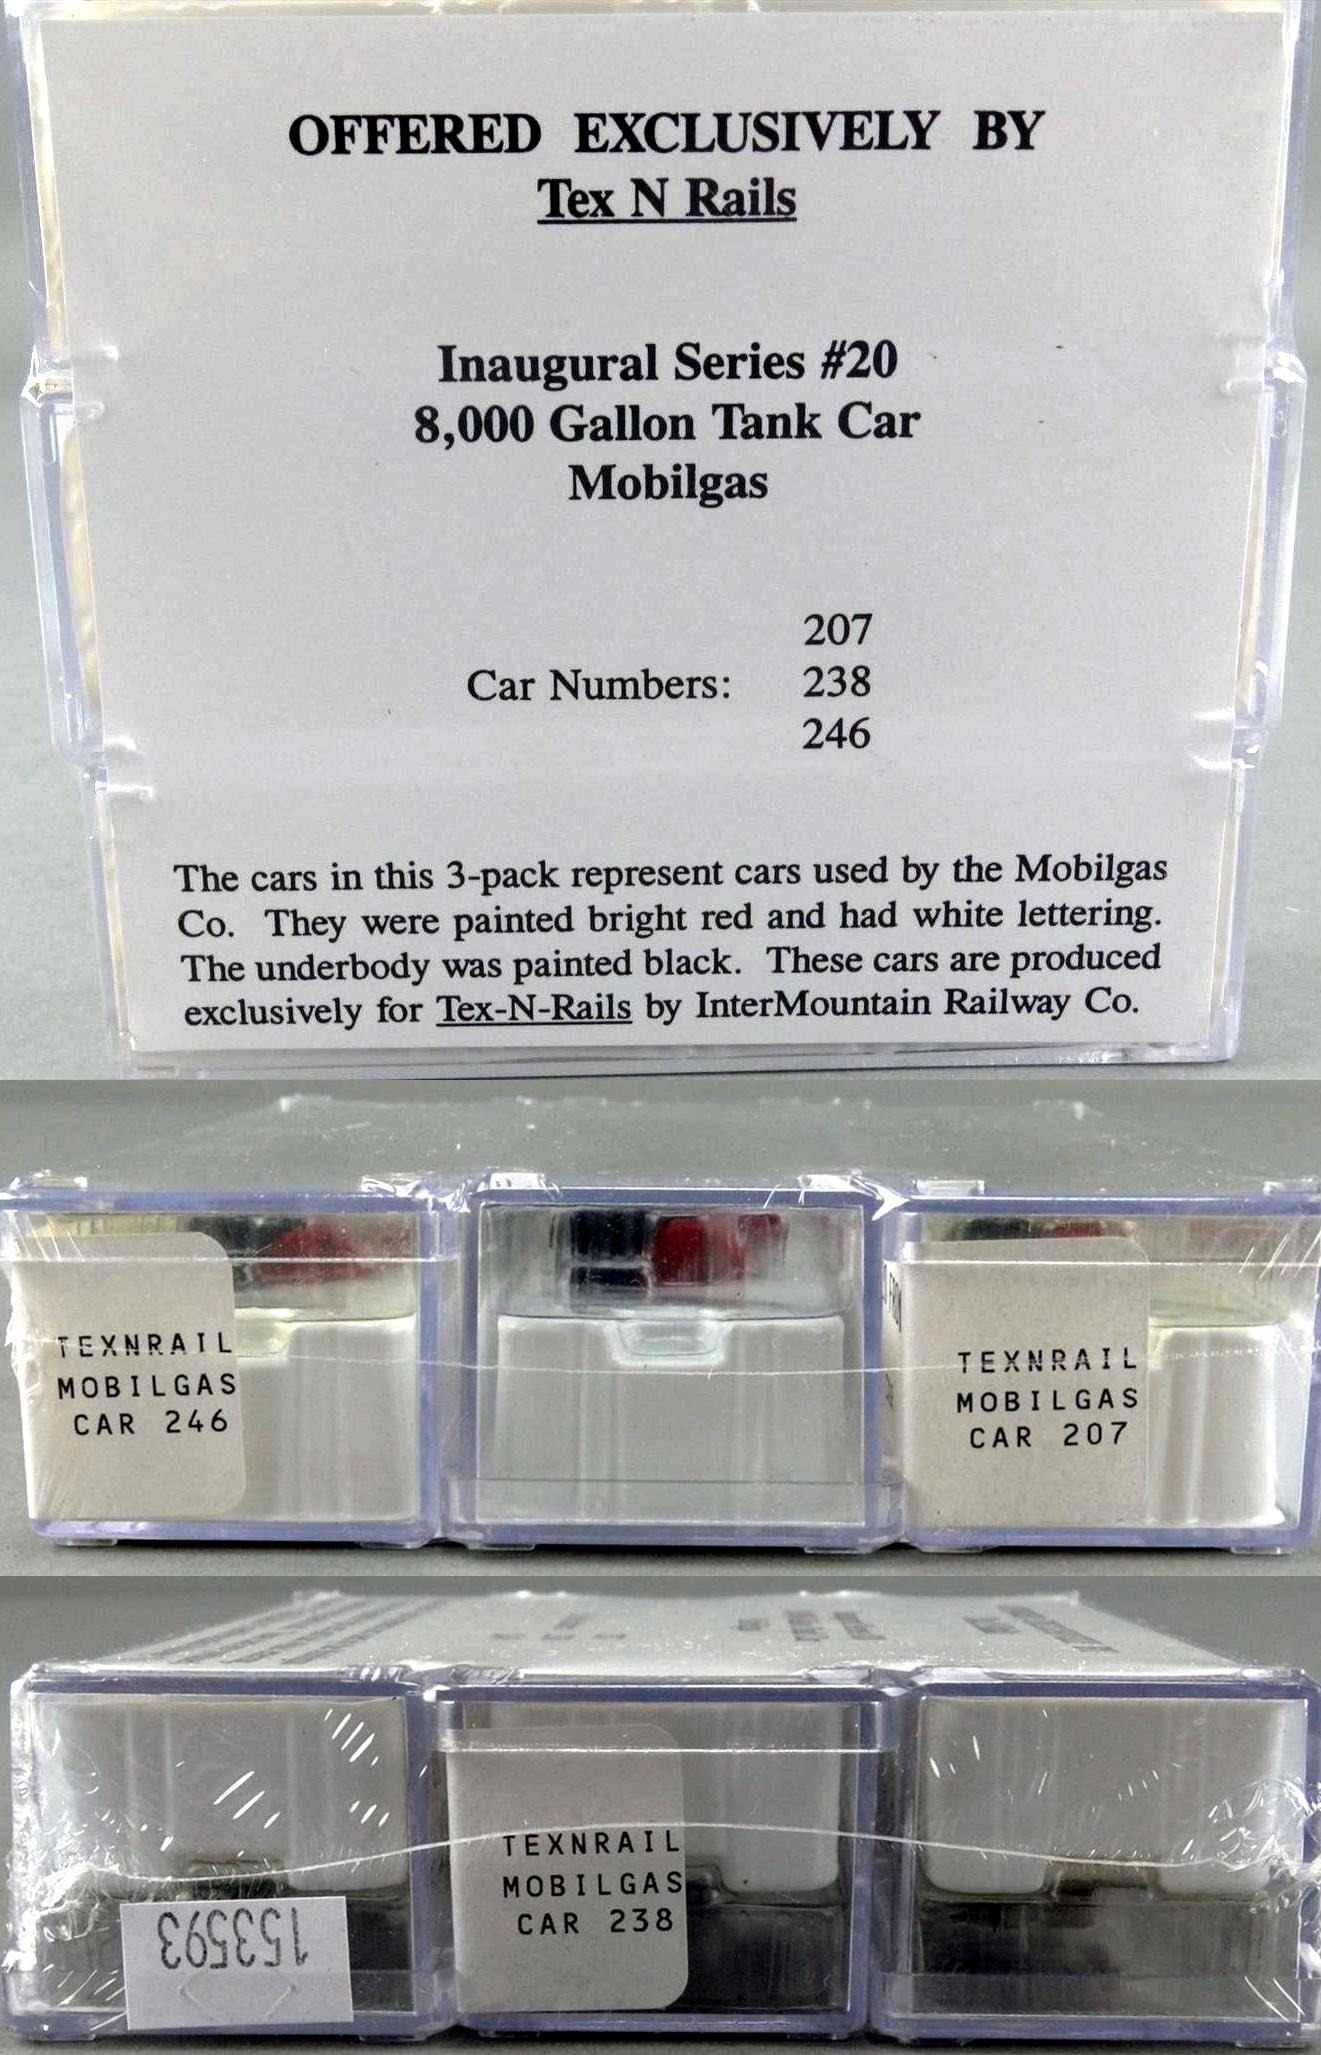 OFFERED EXCLUSIVELY BY
Tex N Rails
Inaugural Series #20
8,000 Gallon Tank Car
Mobilgas
207
Car Numbers: 238
246
The cars in this 3-pack represent cars used by the Mobilgas
Co. They were painted bright red and had white lettering.
The underbody was painted black. These cars are produced
exclusively for Tex-N-Rails by InterMountain Railway Co.
TEXNRAIL
MOBILGAS
CAR 246
TEXNRAIL
MOBILGAS
CAR 207
TEXNRAIL
MOBILGAS
CAR 238
153593